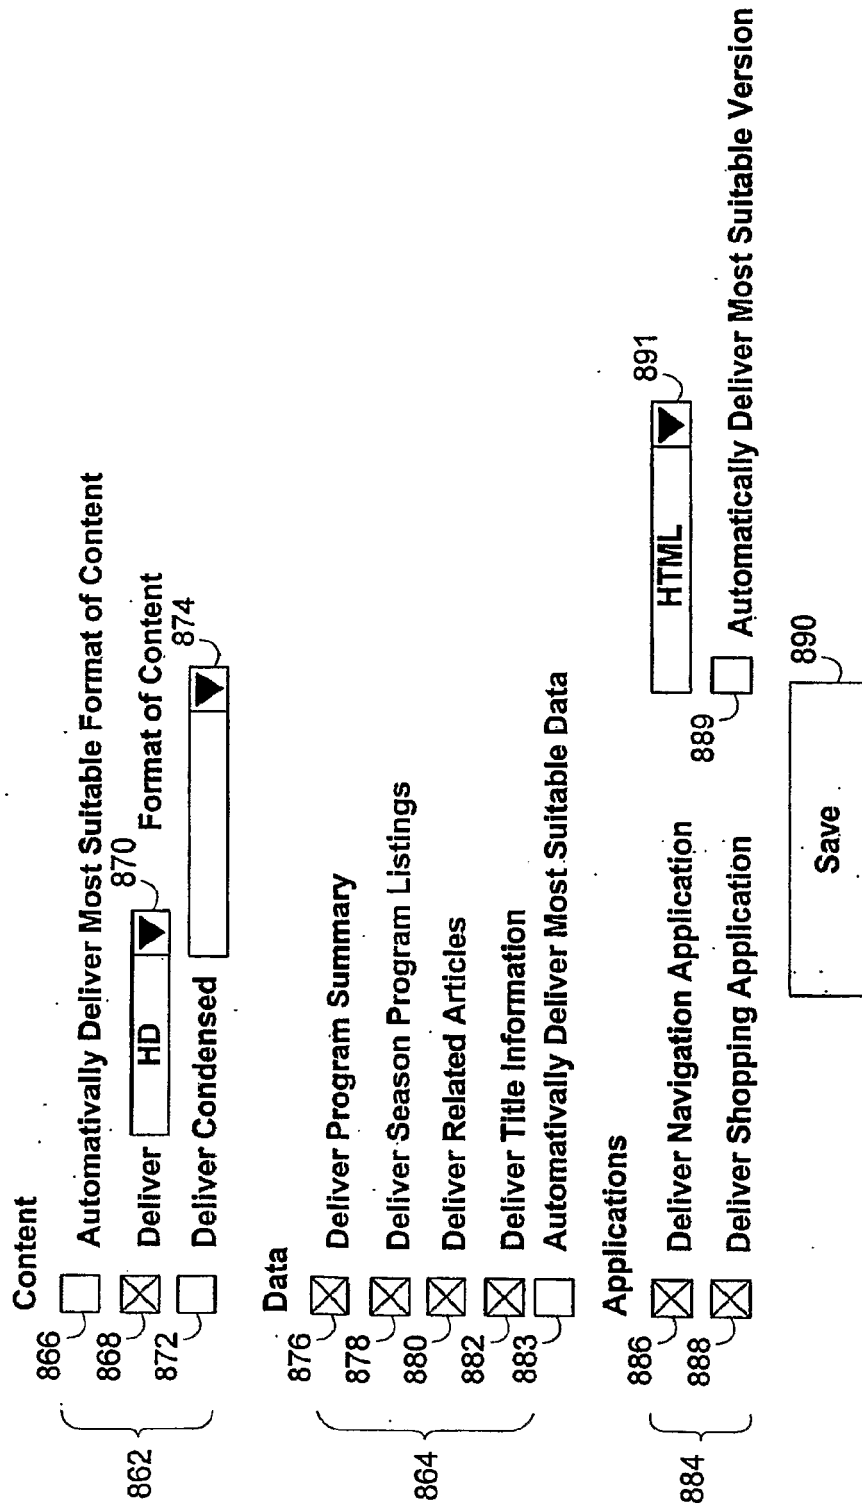 Content
866 Automativally Deliver Most Suitable Format of Content
868 Deliver HD 870 Format of Content
872 Deliver Condensed 874
862
Data
876 Deliver Program Summary
878 Deliver Season Program Listings
880 Deliver Related Articles
882 Deliver Title Information
883 Automativally Deliver Most Suitable Data
864
Applications
886 Deliver Navigation Application HTML 891
888 Deliver Shopping Application 889 Automatically Deliver Most Suitable Version
884
Save 890